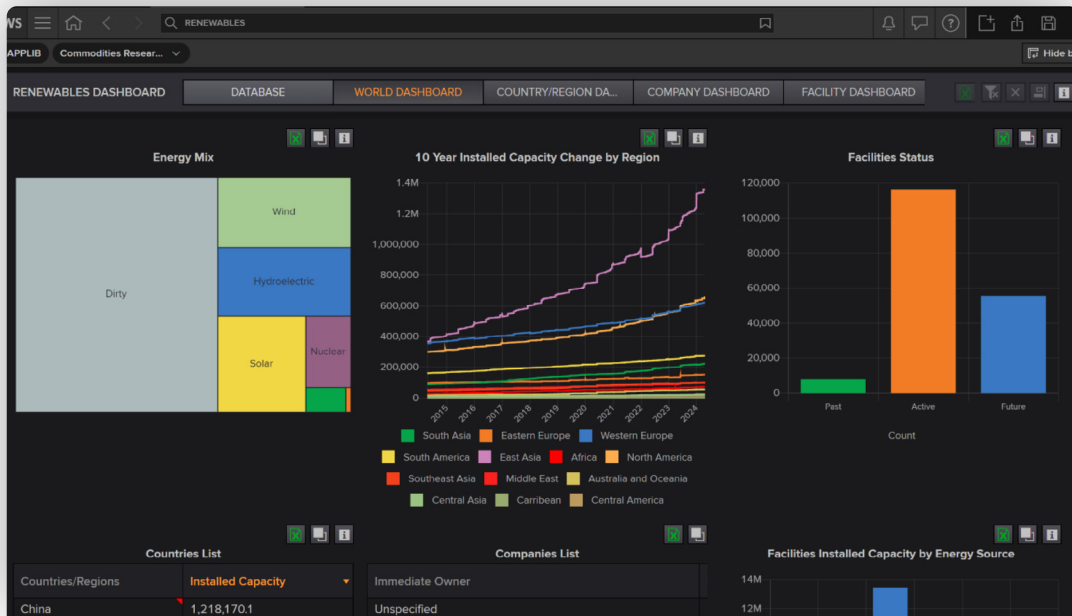 WS
RENEWABLES
?
APPLIB
Commodities Resear...
Hide b
RENEWABLES DASHBOARD
DATABASE
WORLD DASHBOARD
COUNTRY/REGION DA...
COMPANY DASHBOARD
FACILITY DASHBOARD
Energy Mix
Dirty
Wind
Hydroelectric
Solar
Nuclear
10 Year Installed Capacity Change by Region
1.4M
1.2M
1,000,000
800,000
600,000
400,000
200,000
0
2015 2016 2017 2018 2019 2020 2021 2022 2023 2024
South Asia Eastern Europe Western Europe
South America East Asia Africa North America
Southeast Asia Middle East Australia and Oceania
Central Asia Carribean Central America
Facilities Status
120,000
100,000
80,000
60,000
40,000
20,000
0
Past Active Future
Count
Countries List
Countries/Regions Installed Capacity
China 1,218,170.1
Companies List
Immediate Owner
Unspecified
Facilities Installed Capacity by Energy Source
14M
12M